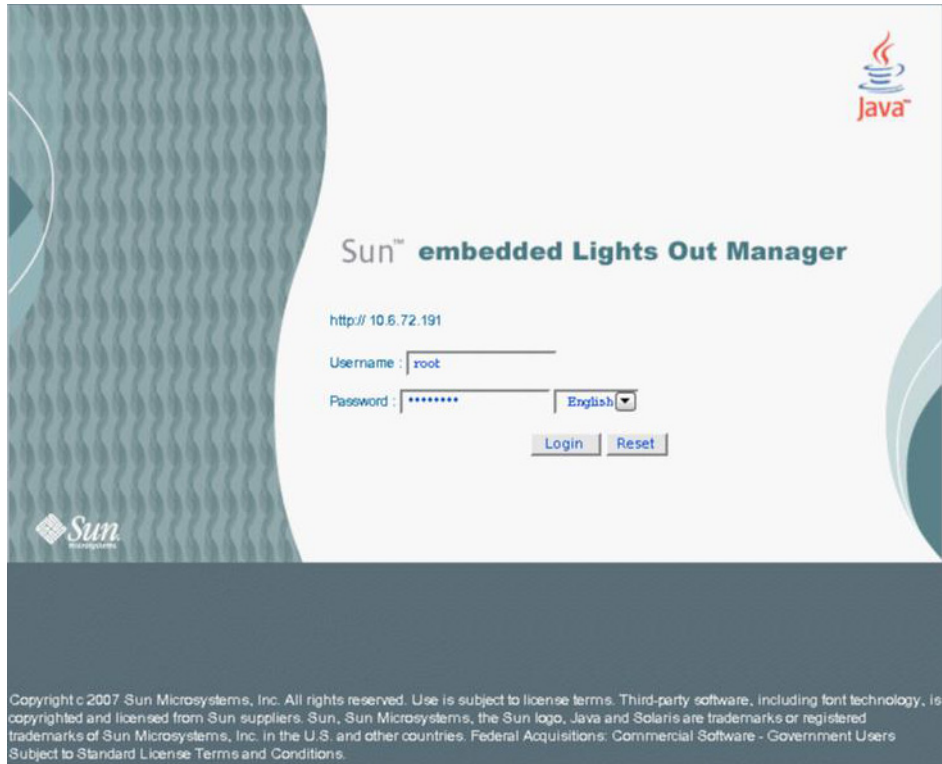 Java™
Sun™ embedded Lights Out Manager
http:// 10.6.72.191
Username : root
Password : •••••••• English
Login Reset
Sun
microsystems
Copyright c 2007 Sun Microsystems, Inc. All rights reserved. Use is subject to license terms. Third-party software, including font technology, is
copyrighted and licensed from Sun suppliers. Sun, Sun Microsystems, the Sun logo, Java and Solaris are trademarks or registered
trademarks of Sun Microsystems, Inc. in the U.S. and other countries. Federal Acquisitions: Commercial Software - Government Users
Subject to Standard License Terms and Conditions.